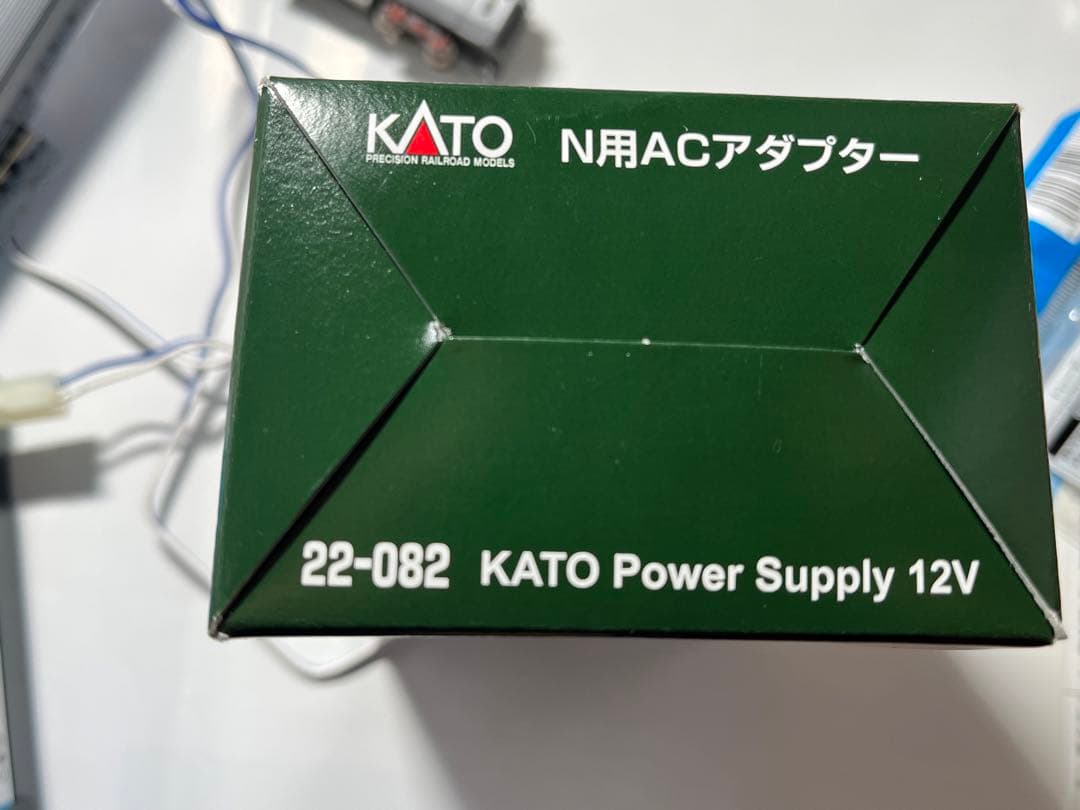 KATO
PRECISION RAILROAD MODELS
N用ACアダプター
22-082 KATO Power Supply 12V